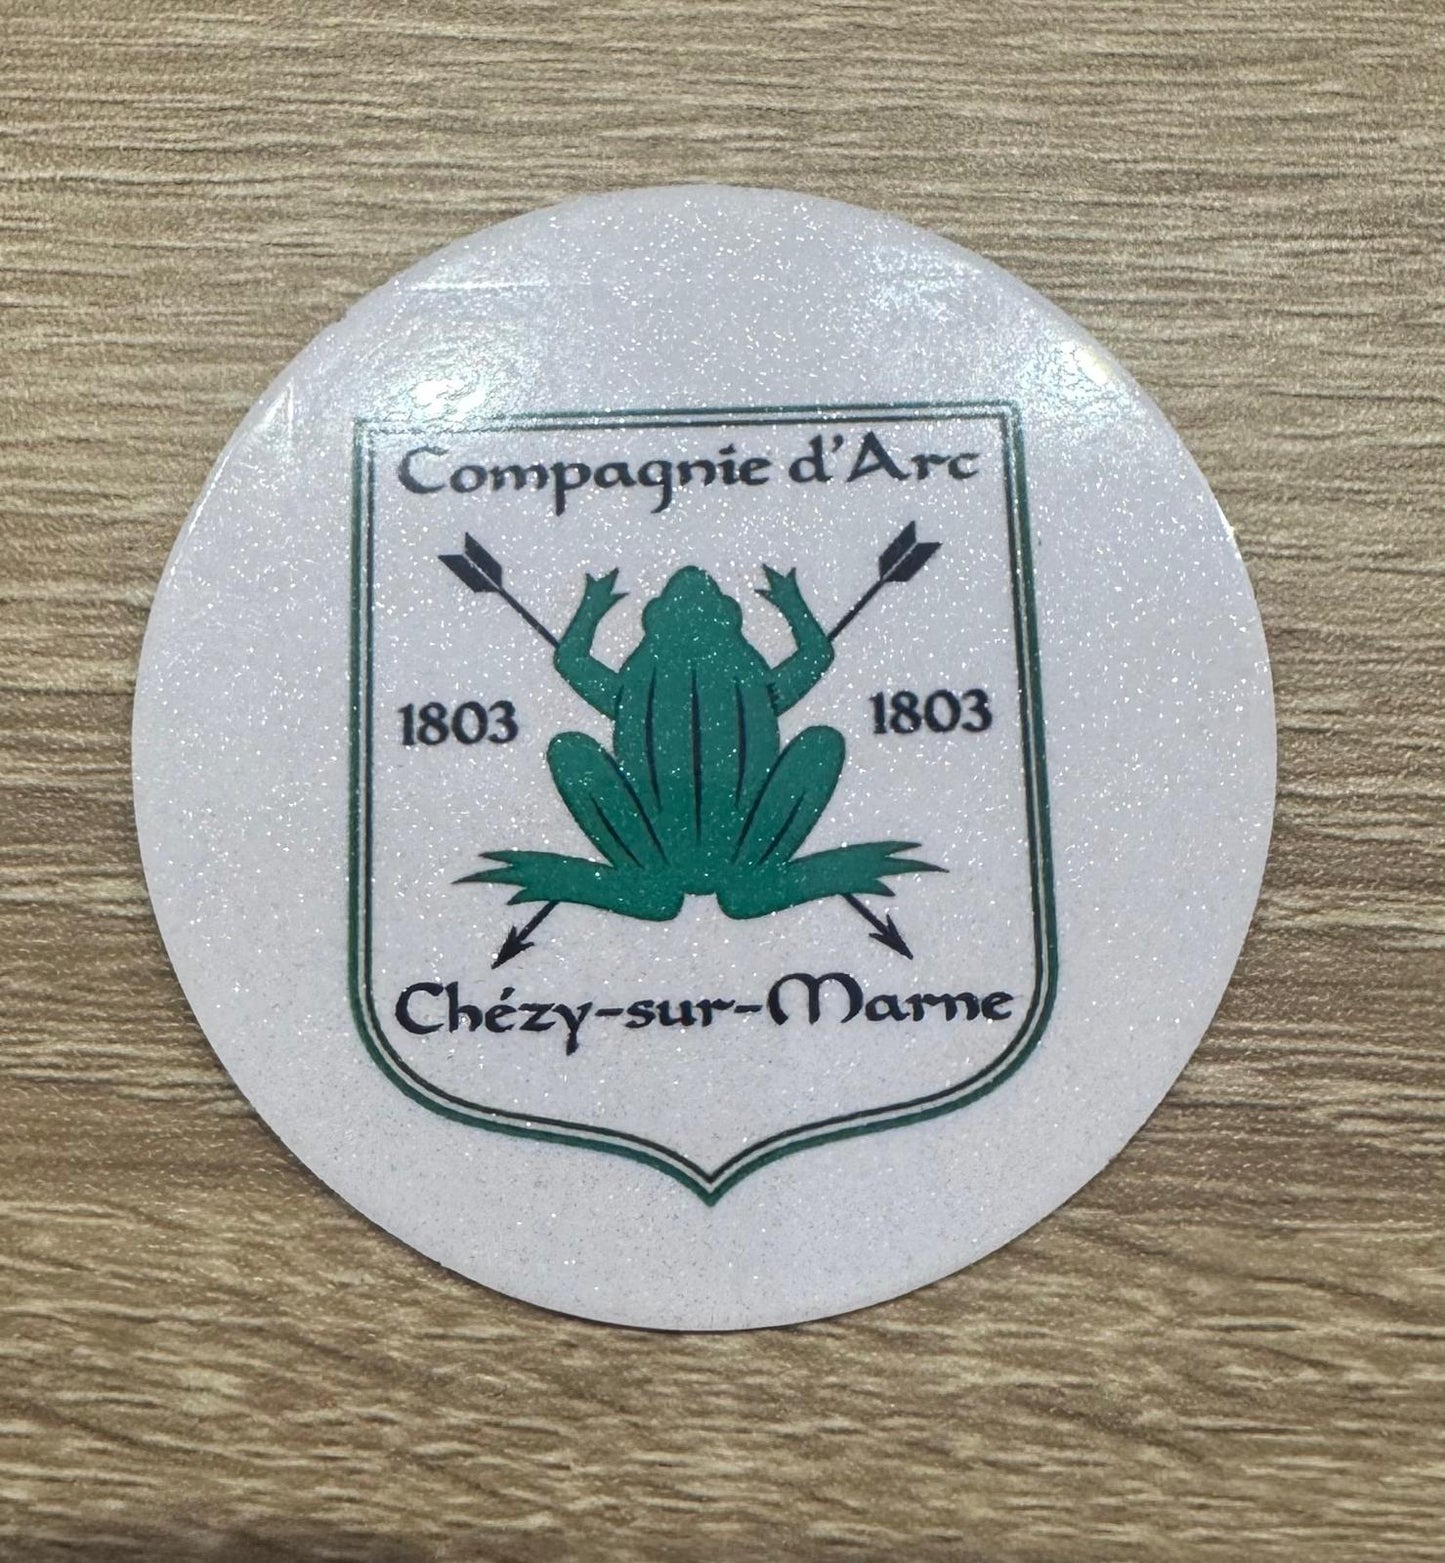 Compagnie d'Arc
1803 1803
Chézy-sur-Marne